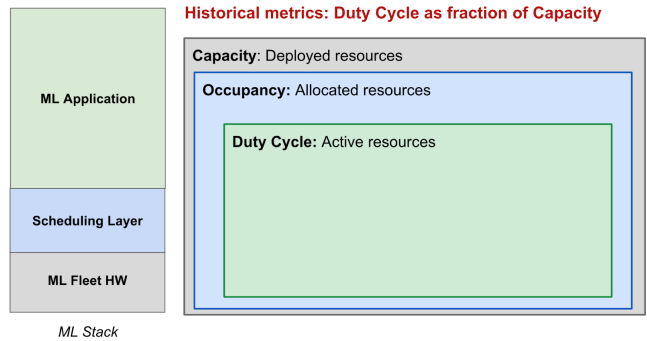 Historical metrics: Duty Cycle as fraction of Capacity
ML Application
Scheduling Layer
ML Fleet HW
ML Stack
Capacity: Deployed resources
Occupancy: Allocated resources
Duty Cycle: Active resources